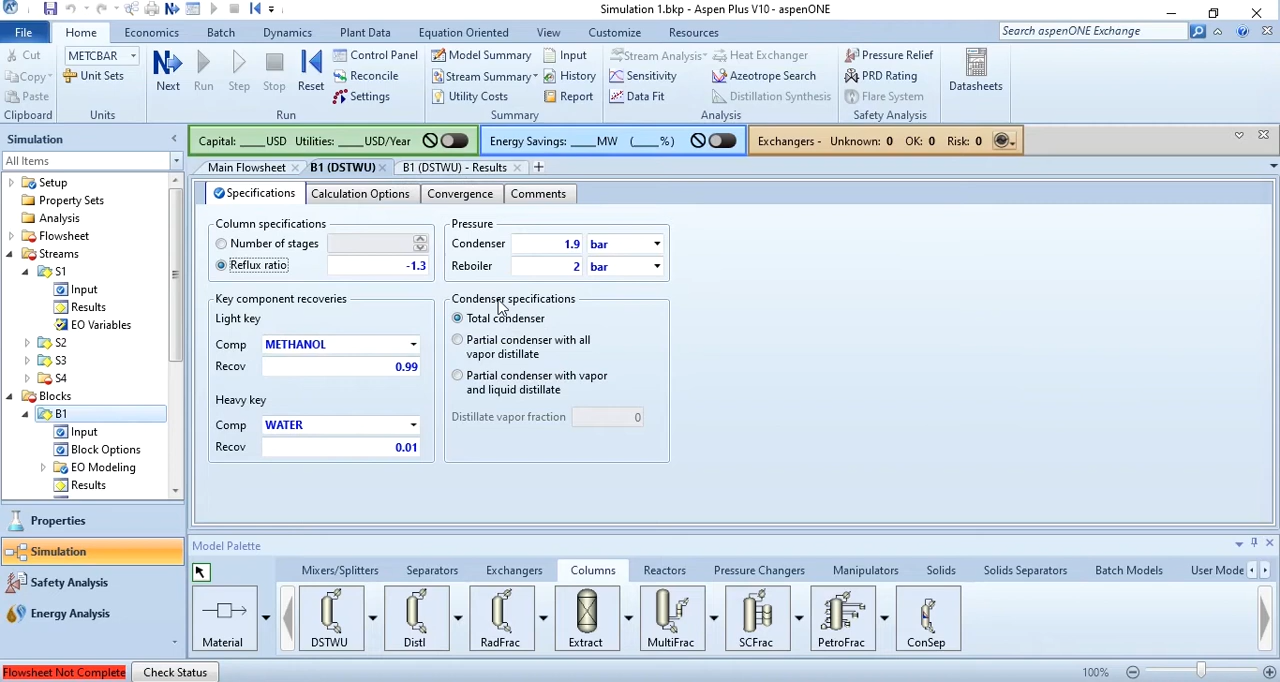 Simulation 1.bkp - Aspen Plus V10 - aspenONE
File Home Economics Batch Dynamics Plant Data Equation Oriented View Customize Resources Search aspenONE Exchange
Cut METCBAR Next Run Step Stop Reset Control Panel Model Summary Input Stream Analysis Heat Exchanger Pressure Relief Datasheets
Copy Unit Sets Reconcile Stream Summary History Sensitivity Azeotrope Search PRD Rating
Paste Settings Utility Costs Report Data Fit Distillation Synthesis Flare System
Clipboard Units Run Summary Analysis Safety Analysis
Simulation Capital: ____USD Utilities: ____USD/Year Energy Savings: ____MW (____%) Exchangers - Unknown: 0 OK: 0 Risk: 0
All Items Main Flowsheet B1 (DSTWU) B1 (DSTWU) - Results
Setup
Property Sets
Analysis
Flowsheet
Streams
S1
Input
Results
EO Variables
S2
S3
S4
Blocks
B1
Input
Block Options
EO Modeling
Results
Properties
Simulation
Safety Analysis
Energy Analysis
Specifications Calculation Options Convergence Comments
Column specifications
Number of stages
Reflux ratio -1.3
Pressure
Condenser 1.9 bar
Reboiler 2 bar
Key component recoveries
Light key
Comp METHANOL
Recov 0.99
Heavy key
Comp WATER
Recov 0.01
Condenser specifications
Total condenser
Partial condenser with all
vapor distillate
Partial condenser with vapor
and liquid distillate
Distillate vapor fraction 0
Model Palette
Mixers/Splitters Separators Exchangers Columns Reactors Pressure Changers Manipulators Solids Solids Separators Batch Models User Mode
Material DSTWU Distl RadFrac Extract MultiFrac SCFrac PetroFrac ConSep
Flowsheet Not Complete Check Status 100%